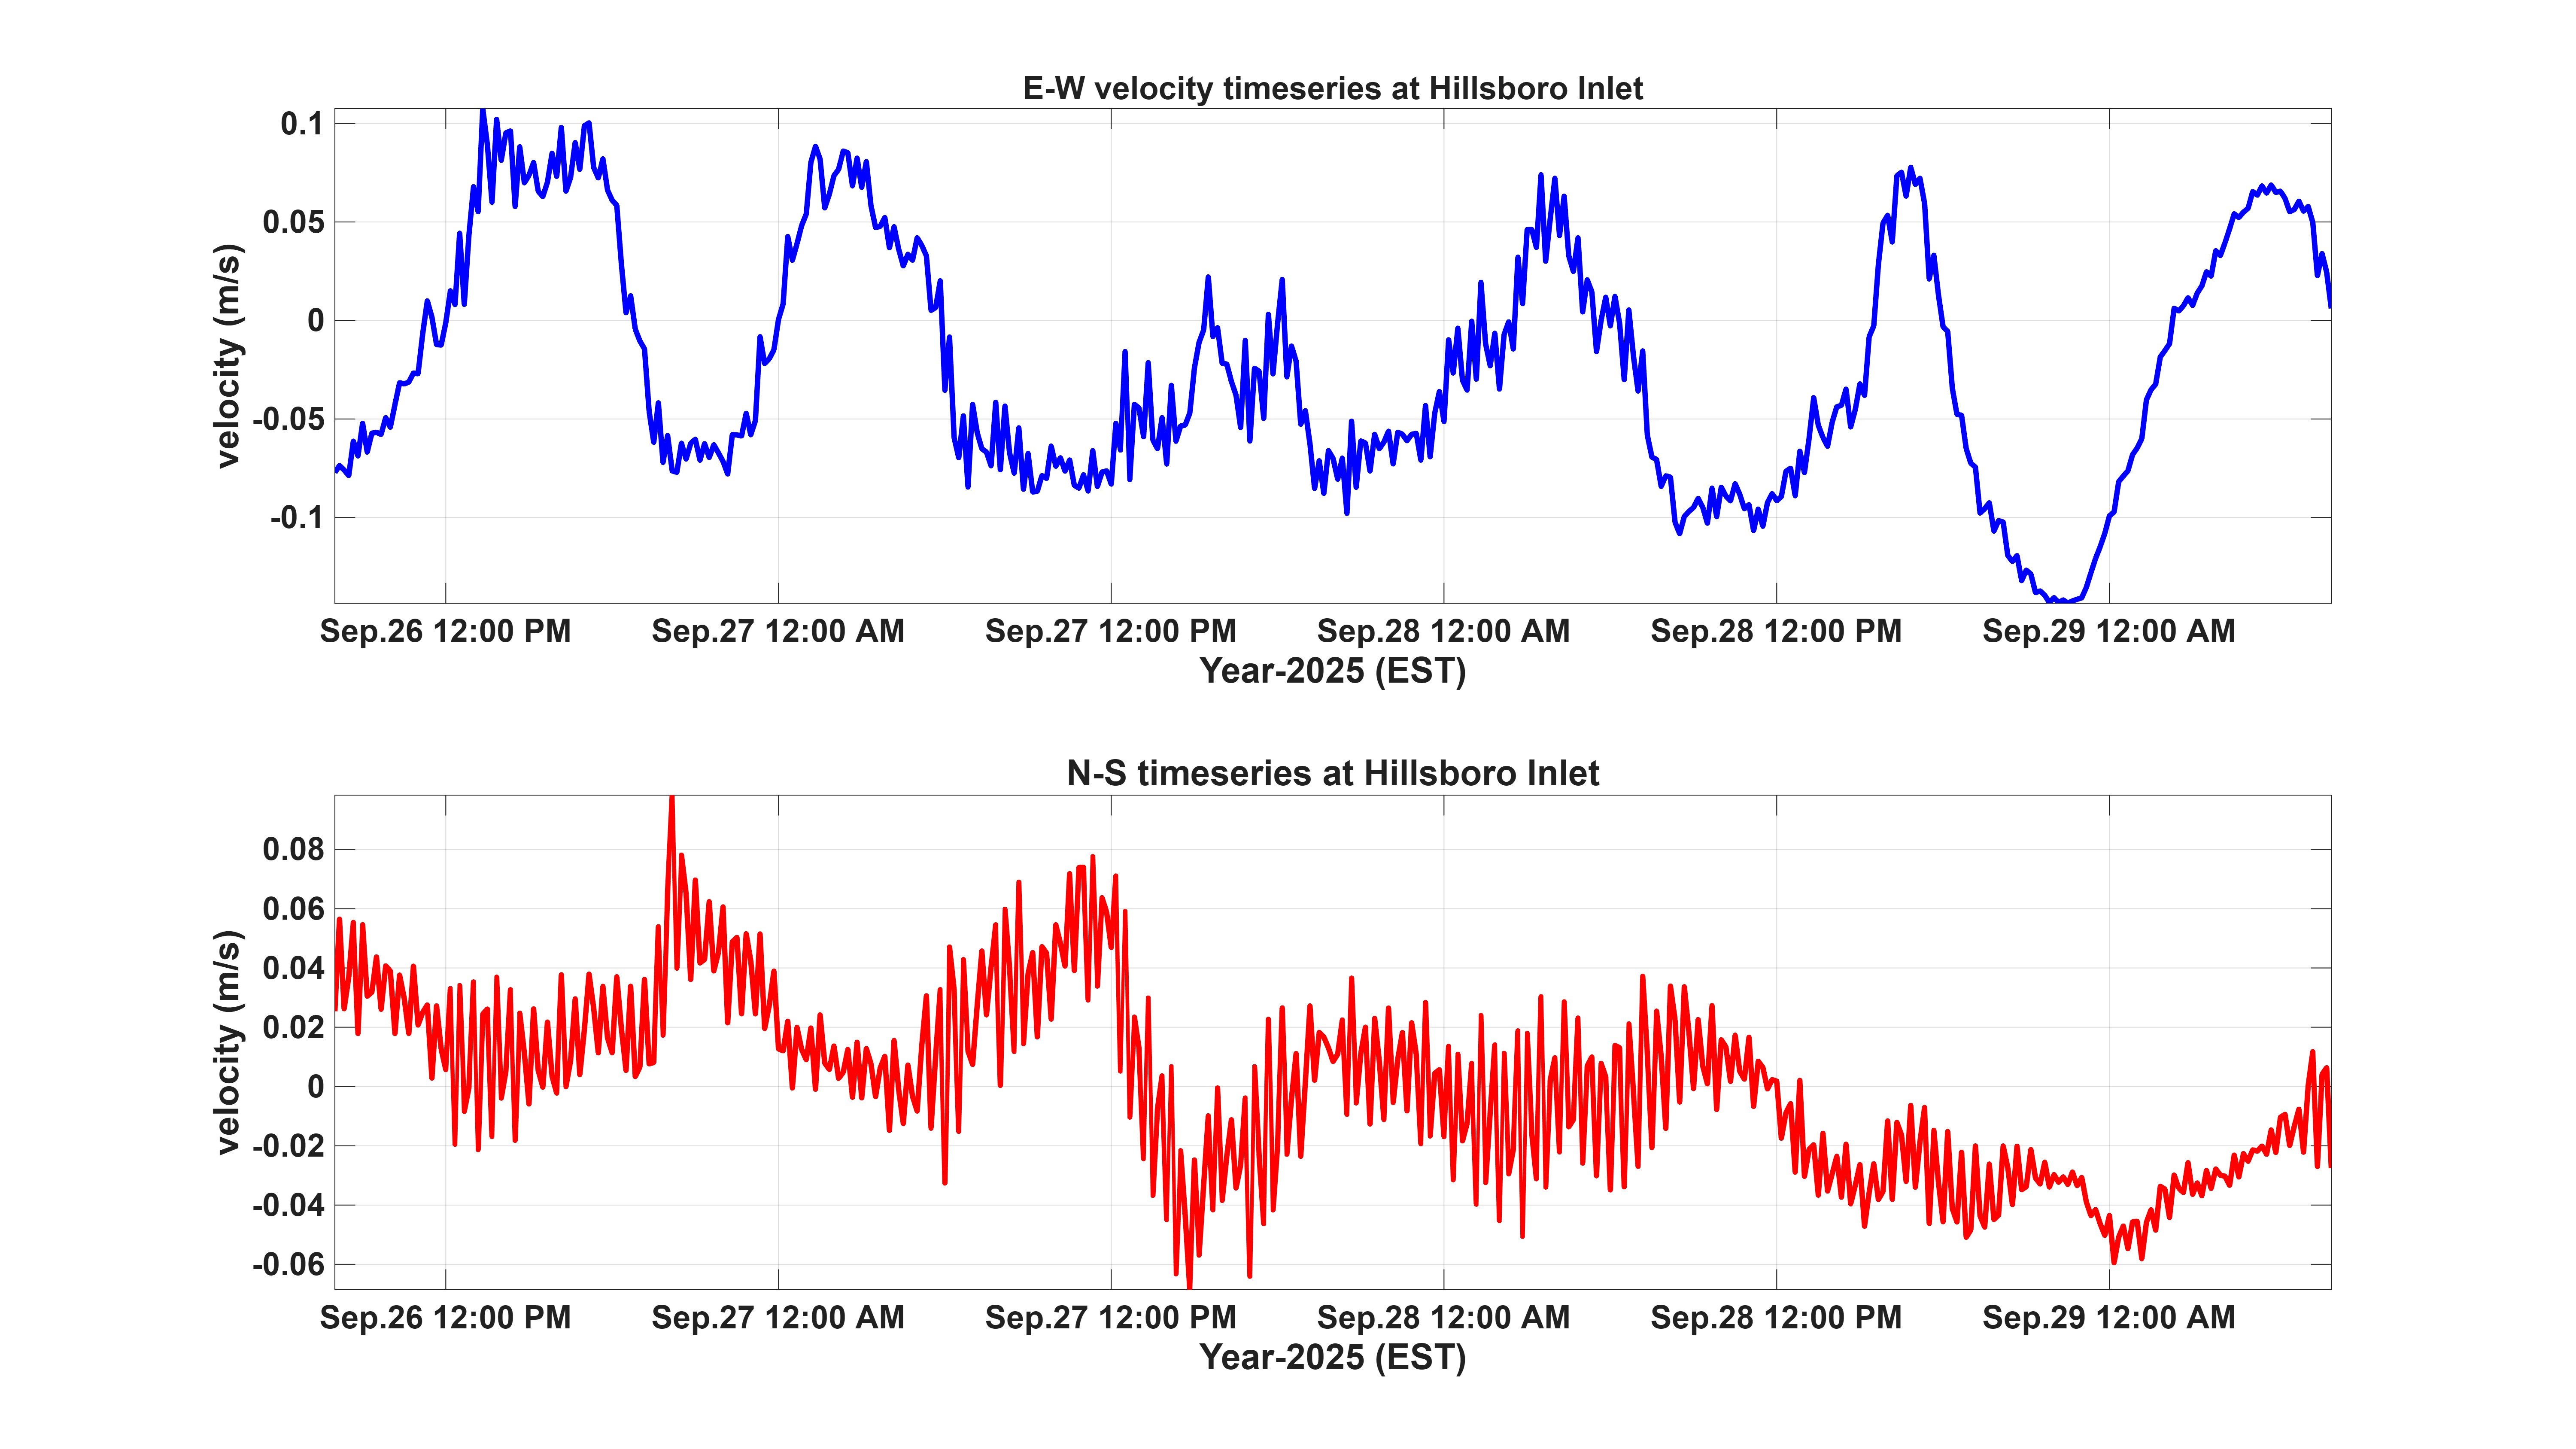 E-W velocity timeseries at Hillsboro Inlet
velocity (m/s)
0.1
0.05
0
-0.05
-0.1
Sep.26 12:00 PM
Sep.27 12:00 AM
Sep.27 12:00 PM
Sep.28 12:00 AM
Sep.28 12:00 PM
Sep.29 12:00 AM
Year-2025 (EST)
N-S timeseries at Hillsboro Inlet
velocity (m/s)
0.08
0.06
0.04
0.02
0
-0.02
-0.04
-0.06
Sep.26 12:00 PM
Sep.27 12:00 AM
Sep.27 12:00 PM
Sep.28 12:00 AM
Sep.28 12:00 PM
Sep.29 12:00 AM
Year-2025 (EST)